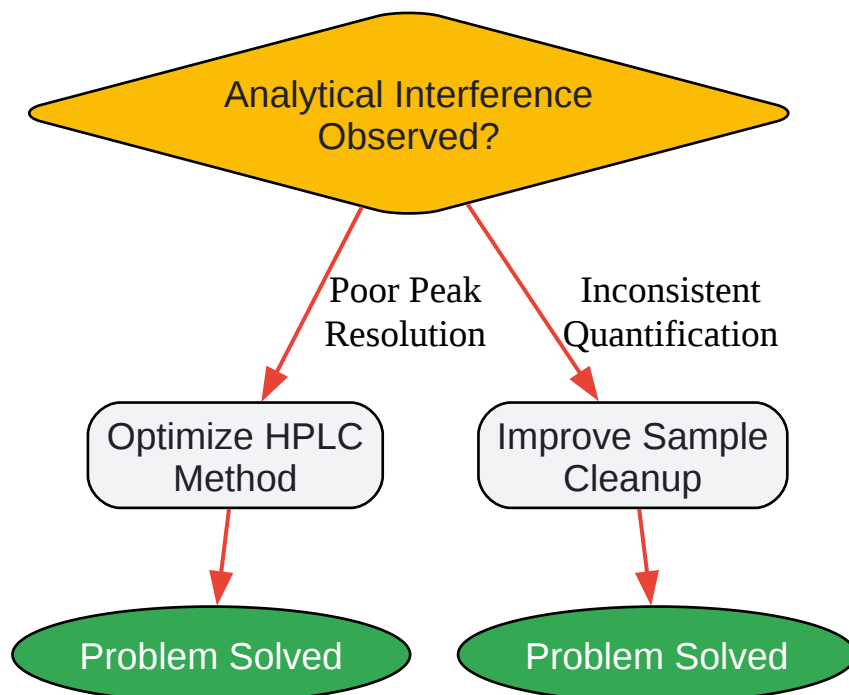 Analytical Interference
Observed?
Poor Peak
Resolution
Inconsistent
Quantification
Optimize HPLC
Method
Improve Sample
Cleanup
Problem Solved
Problem Solved